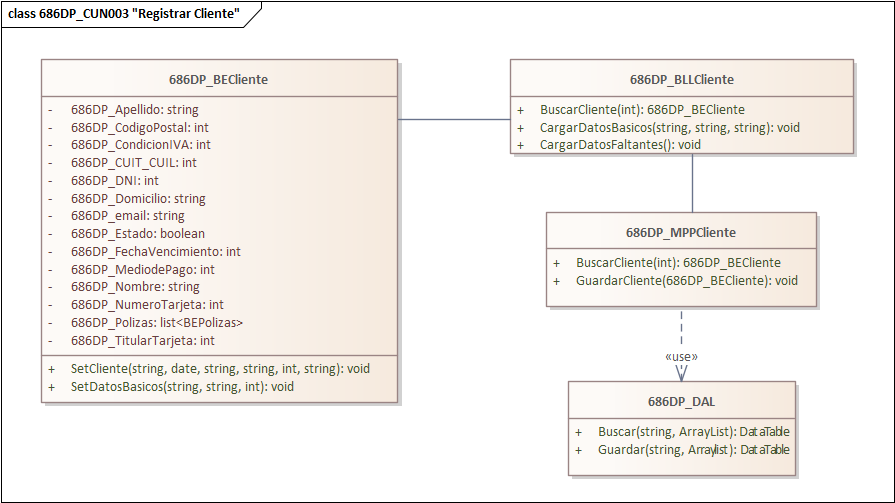 class 686DP_CUN003 "Registrar Cliente"
686DP_BECliente
- 686DP_Apellido: string
- 686DP_CodigoPostal: int
- 686DP_CondicionIVA: int
- 686DP_CUIT_CUIL: int
- 686DP_DNI: int
- 686DP_Domicilio: string
- 686DP_email: string
- 686DP_Estado: boolean
- 686DP_FechaVencimiento: int
- 686DP_MediodePago: int
- 686DP_Nombre: string
- 686DP_NumeroTarjeta: int
- 686DP_Polizas: list<BEPolizas>
- 686DP_TitularTarjeta: int
+ SetCliente(string, date, string, string, int, string): void
+ SetDatosBasicos(string, string, int): void
686DP_BLLCliente
+ BuscarCliente(int): 686DP_BECliente
+ CargarDatosBasicos(string, string, string): void
+ CargarDatosFaltantes(): void
686DP_MPPCliente
+ BuscarCliente(int): 686DP_BECliente
+ GuardarCliente(686DP_BECliente): void
«use»
686DP_DAL
+ Buscar(string, ArrayList): DataTable
+ Guardar(string, Arraylist): DataTable